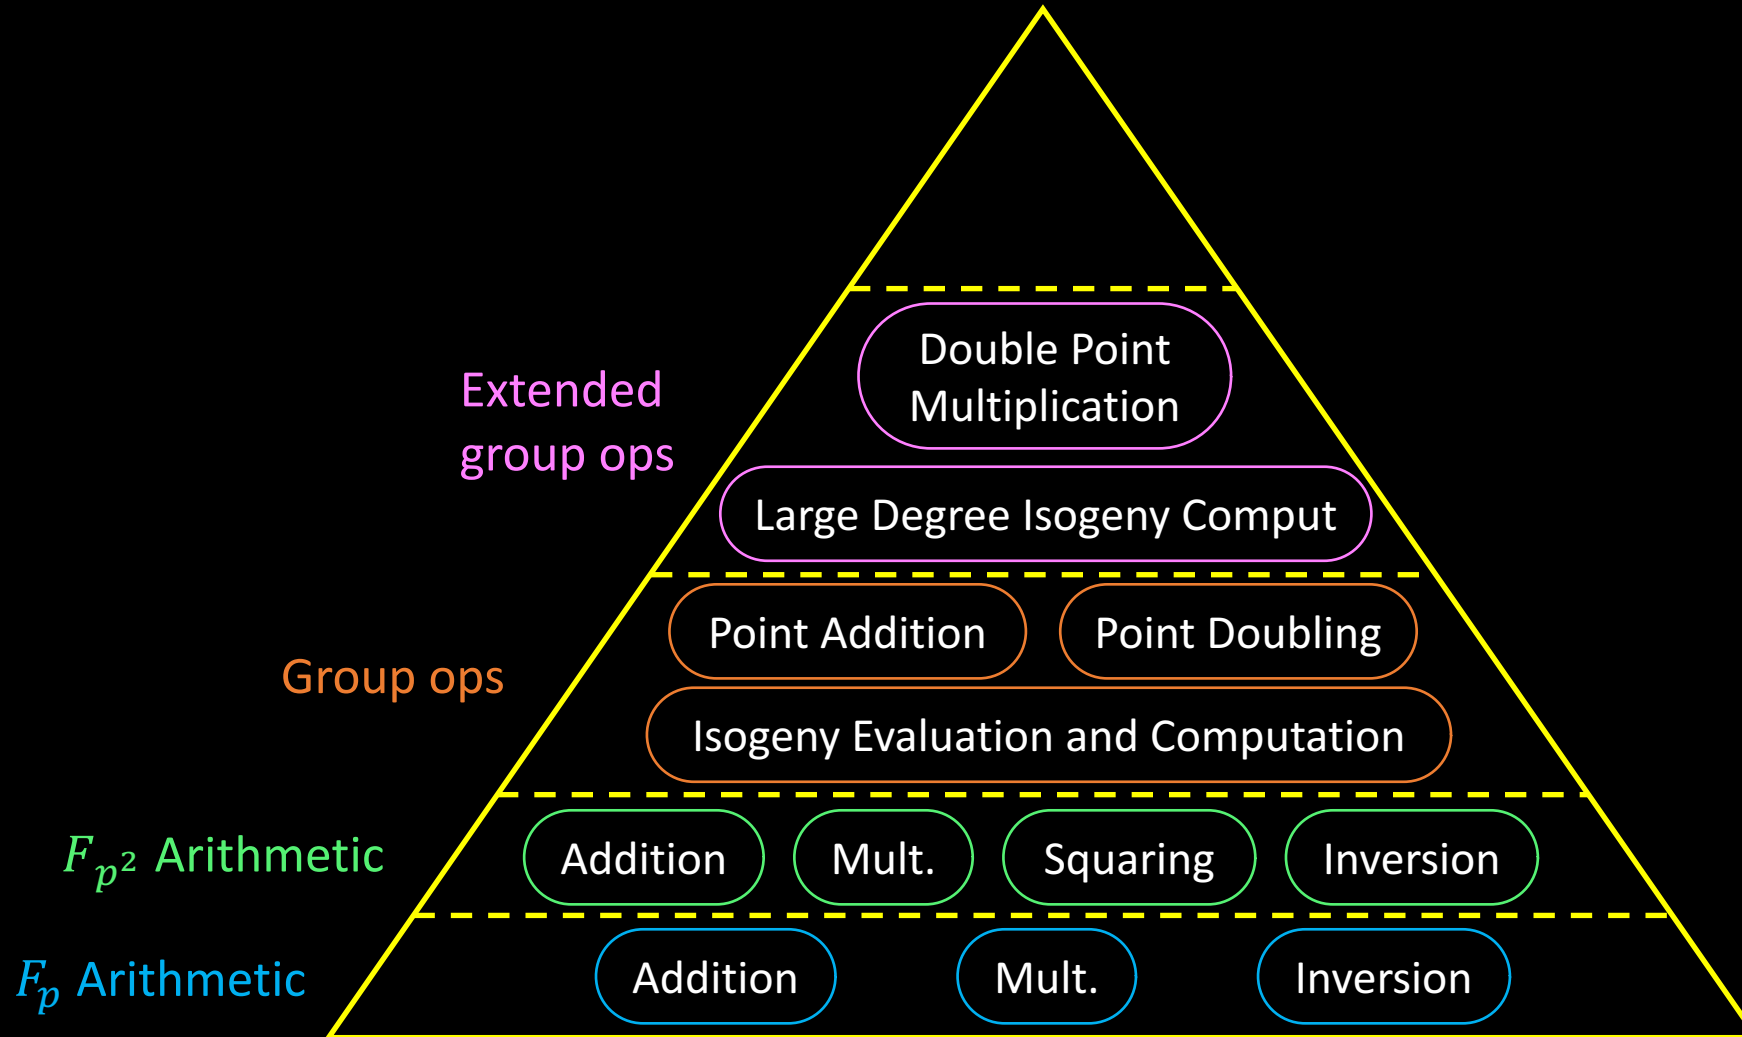 Double Point
Multiplication
Extended
group ops
Large Degree Isogeny Comput
Point Addition
Point Doubling
Group ops
Isogeny Evaluation and Computation
F_{p^2} Arithmetic
Addition
Mult.
Squaring
Inversion
F_p Arithmetic
Addition
Mult.
Inversion